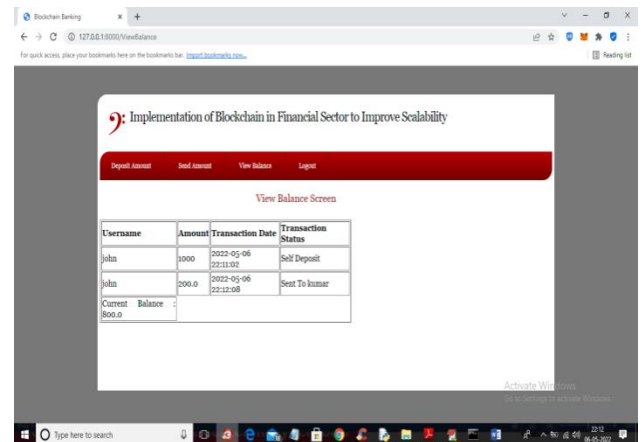 Blockchain Banking
127.0.0.1:8000/ViewBalance
For quick access, place your bookmarks here on the bookmarks bar. Import bookmarks now...
Reading list
Implementation of Blockchain in Financial Sector to Improve Scalability
Deposit Amount Send Amount View Balance Logout
View Balance Screen
Username Amount Transaction Date Transaction
Status
john 1000 2022-05-06
22:11:02 Self Deposit
john 200.0 2022-05-06
22:12:08 Sent To kumar
Current Balance :
800.0
Activate Windows
Go to Settings to activate Windows.
Type here to search
22:12
06-05-2022